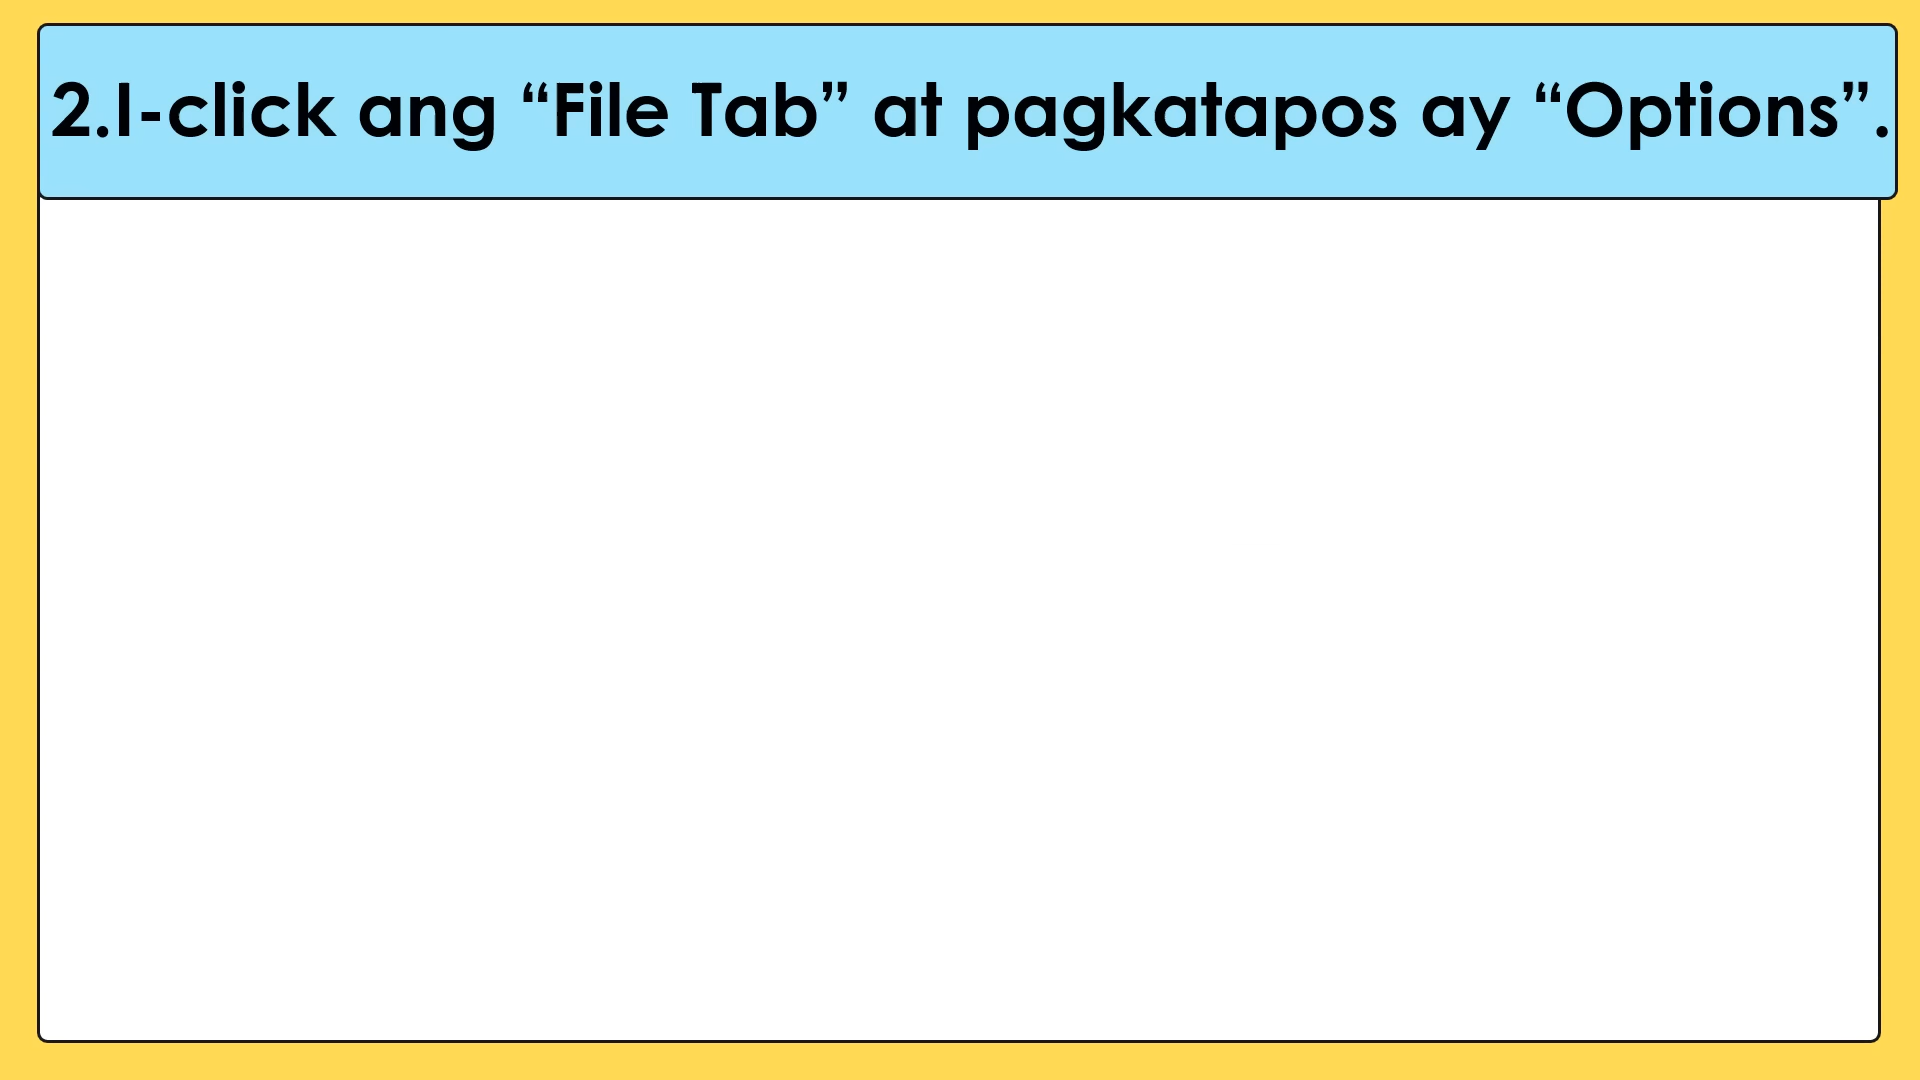 2.I-click ang “File Tab” at pagkatapos ay “Options”.